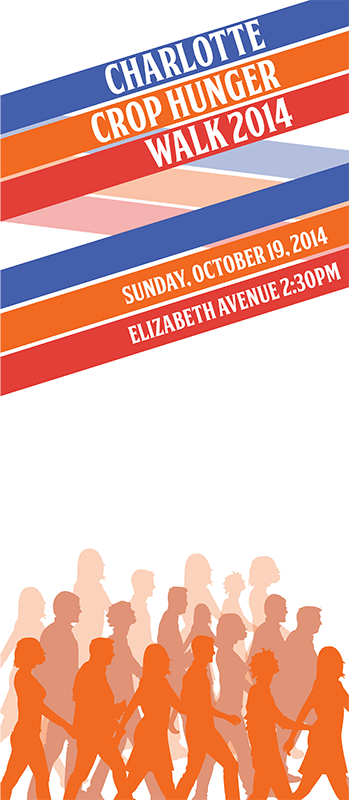 CHARLOTTE
CROP HUNGER
WALK 2014
SUNDAY, OCTOBER 19, 2014
ELIZABETH AVENUE 2:30PM